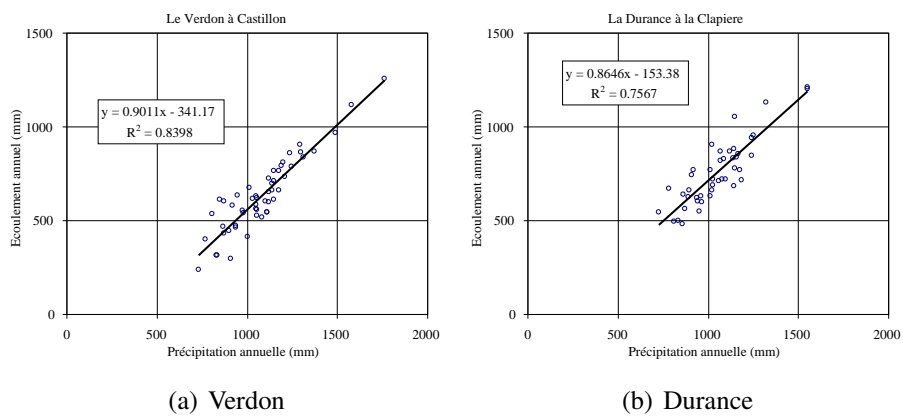 Le Verdon à Castillon
1500
1000
500
0
Ecoulement annuel (mm)
y = 0.9011x - 341.17
R² = 0.8398
0 500 1000 1500 2000
Précipitation annuelle (mm)
(a) Verdon
La Durance à la Clapiere
1500
1000
500
0
Ecoulement annuel (mm)
y = 0.8646x - 153.38
R² = 0.7567
0 500 1000 1500 2000
Précipitation annuelle (mm)
(b) Durance